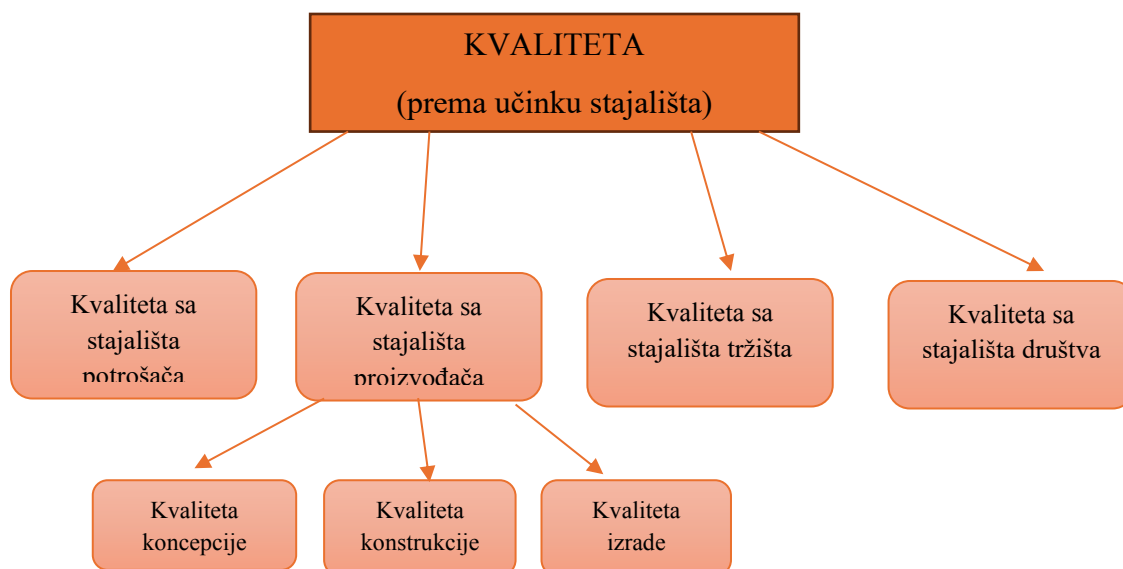 KVALITETA
(prema učinku stajališta)
Kvaliteta sa
stajališta
potrošača
Kvaliteta sa
stajališta
proizvođača
Kvaliteta sa
stajališta tržišta
Kvaliteta sa
stajališta društva
Kvaliteta
koncepcije
Kvaliteta
konstrukcije
Kvaliteta
izrade